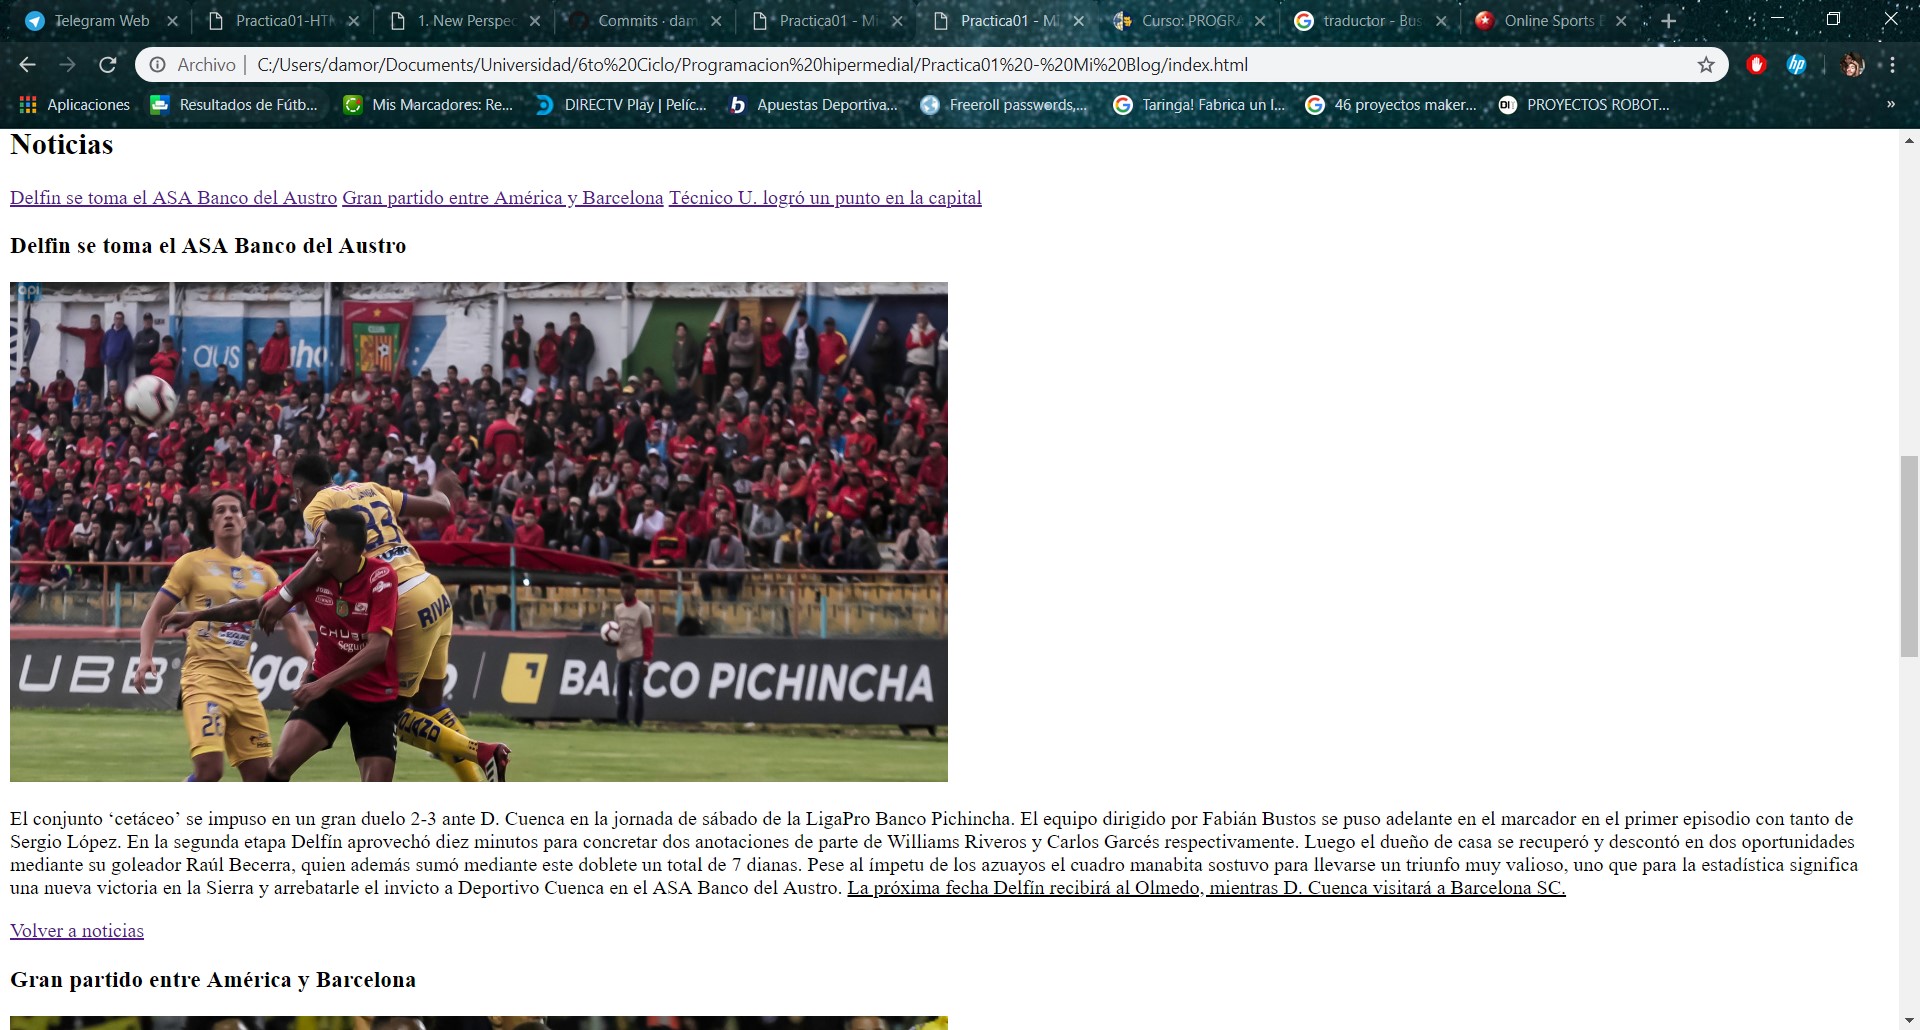 Telegram Web
Practica01-HTM
1. New Perspec
Commits · dam
Practica01 - Mi
Practica01 - Mi
Curso: PROGRA
traductor - Bus
Online Sports
Archivo
C:/Users/damor/Documents/Universidad/6to%20Ciclo/Programacion%20hipermedial/Practica01%20-%20Mi%20Blog/index.html
hp
Aplicaciones
Resultados de Fútb...
Mis Marcadores: Re...
DIRECTV Play | Pelíc...
Apuestas Deportiva...
Freeroll passwords,...
Taringa! Fabrica un I...
46 proyectos maker...
PROYECTOS ROBOT...
»
Noticias
Delfin se toma el ASA Banco del Austro Gran partido entre América y Barcelona Técnico U. logró un punto en la capital
Delfin se toma el ASA Banco del Austro
api
aus
33
RIVA
CHUBB
Seguros
UBB
liga
BANCO PICHINCHA
26
El conjunto ‘cetáceo’ se impuso en un gran duelo 2-3 ante D. Cuenca en la jornada de sábado de la LigaPro Banco Pichincha. El equipo dirigido por Fabián Bustos se puso adelante en el marcador en el primer episodio con tanto de
Sergio López. En la segunda etapa Delfín aprovechó diez minutos para concretar dos anotaciones de parte de Williams Riveros y Carlos Garcés respectivamente. Luego el dueño de casa se recuperó y descontó en dos oportunidades
mediante su goleador Raúl Becerra, quien además sumó mediante este doblete un total de 7 dianas. Pese al ímpetu de los azuayos el cuadro manabita sostuvo para llevarse un triunfo muy valioso, uno que para la estadística significa
una nueva victoria en la Sierra y arrebatarle el invicto a Deportivo Cuenca en el ASA Banco del Austro. La próxima fecha Delfín recibirá al Olmedo, mientras D. Cuenca visitará a Barcelona SC.
Volver a noticias
Gran partido entre América y Barcelona